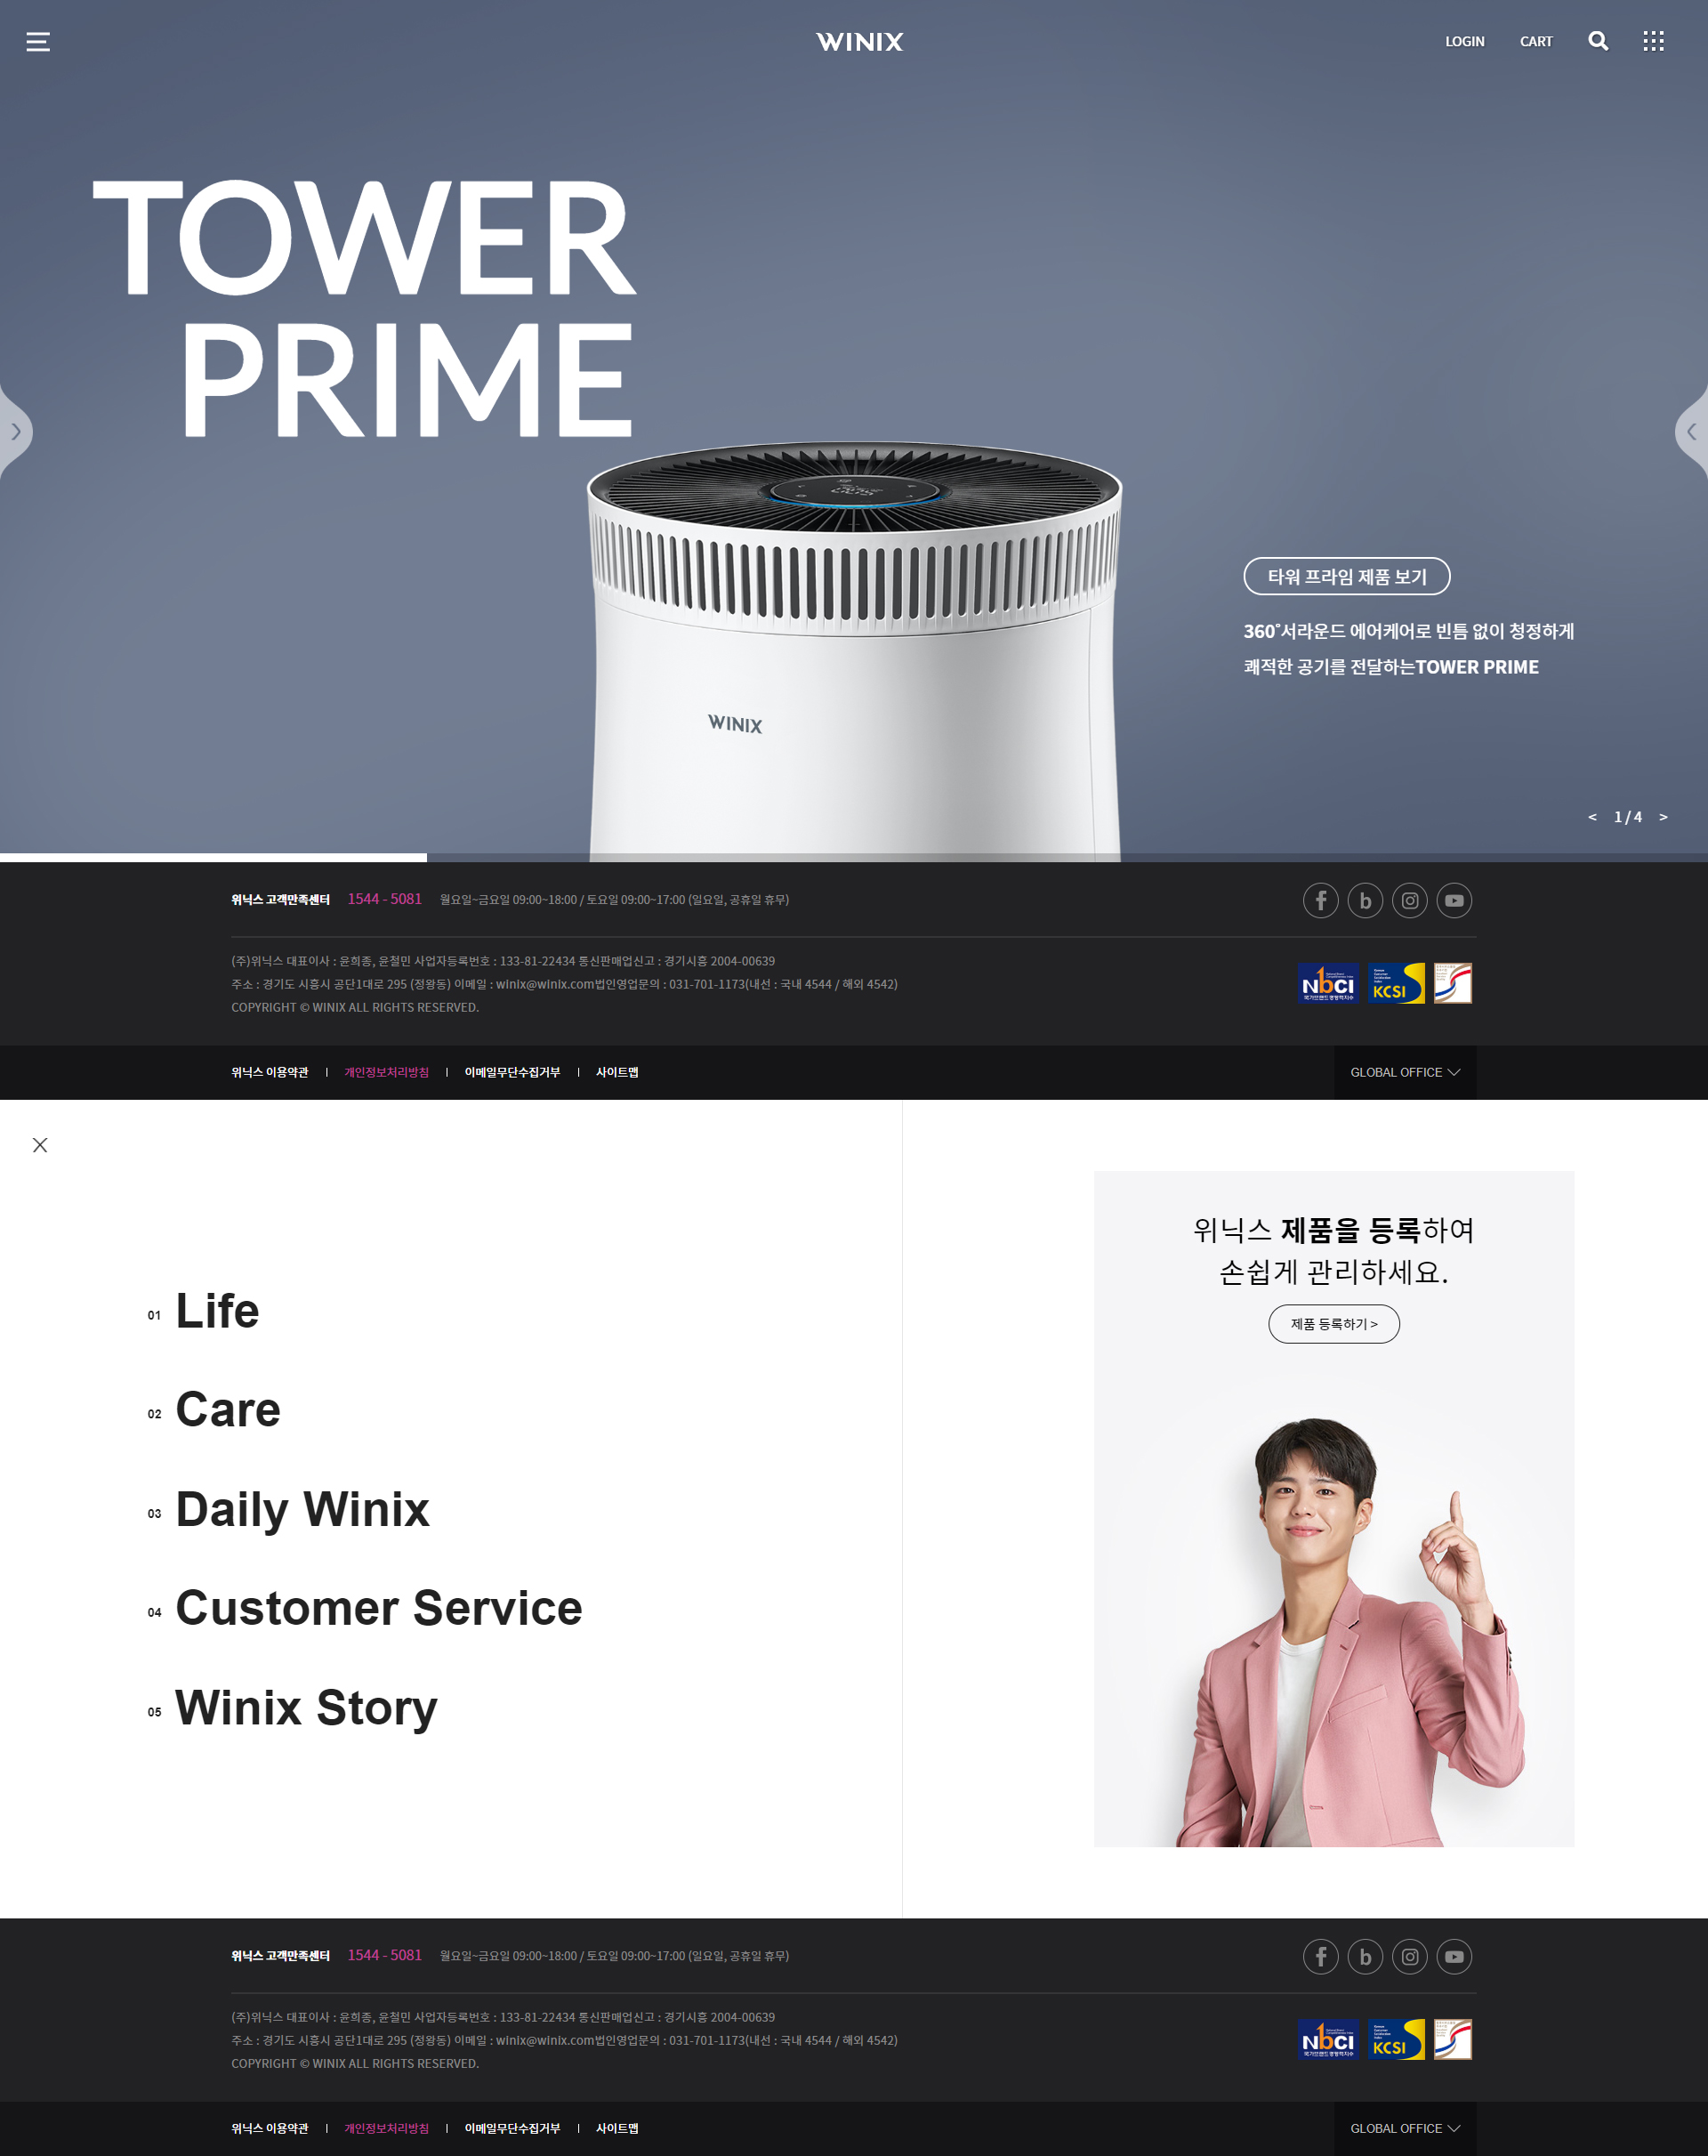 WINIX
LOGIN CART
TOWER
PRIME
타워 프라임 제품 보기
360°서라운드 에어케어로 빈틈 없이 청정하게
쾌적한 공기를 전달하는TOWER PRIME
WINIX
< 1 / 4 >
위닉스 고객만족센터 1544 - 5081 월요일~금요일 09:00~18:00 / 토요일 09:00~17:00 (일요일, 공휴일 휴무)
(주)위닉스 대표이사 : 윤희종, 윤철민 사업자등록번호 : 133-81-22434 통신판매업신고 : 경기시흥 2004-00639
주소 : 경기도 시흥시 공단1대로 295 (정왕동) 이메일 : winix@winix.com법인영업문의 : 031-701-1173(내선 : 국내 4544 / 해외 4542)
COPYRIGHT © WINIX ALL RIGHTS RESERVED.
NbCI KCSI
국가브랜드경쟁력지수
위닉스 이용약관 개인정보처리방침 이메일무단수집거부 사이트맵 GLOBAL OFFICE
위닉스 제품을 등록하여
손쉽게 관리하세요.
제품 등록하기 >
01 Life
02 Care
03 Daily Winix
04 Customer Service
05 Winix Story
위닉스 고객만족센터 1544 - 5081 월요일~금요일 09:00~18:00 / 토요일 09:00~17:00 (일요일, 공휴일 휴무)
(주)위닉스 대표이사 : 윤희종, 윤철민 사업자등록번호 : 133-81-22434 통신판매업신고 : 경기시흥 2004-00639
주소 : 경기도 시흥시 공단1대로 295 (정왕동) 이메일 : winix@winix.com법인영업문의 : 031-701-1173(내선 : 국내 4544 / 해외 4542)
COPYRIGHT © WINIX ALL RIGHTS RESERVED.
NbCI KCSI
국가브랜드경쟁력지수
위닉스 이용약관 개인정보처리방침 이메일무단수집거부 사이트맵 GLOBAL OFFICE